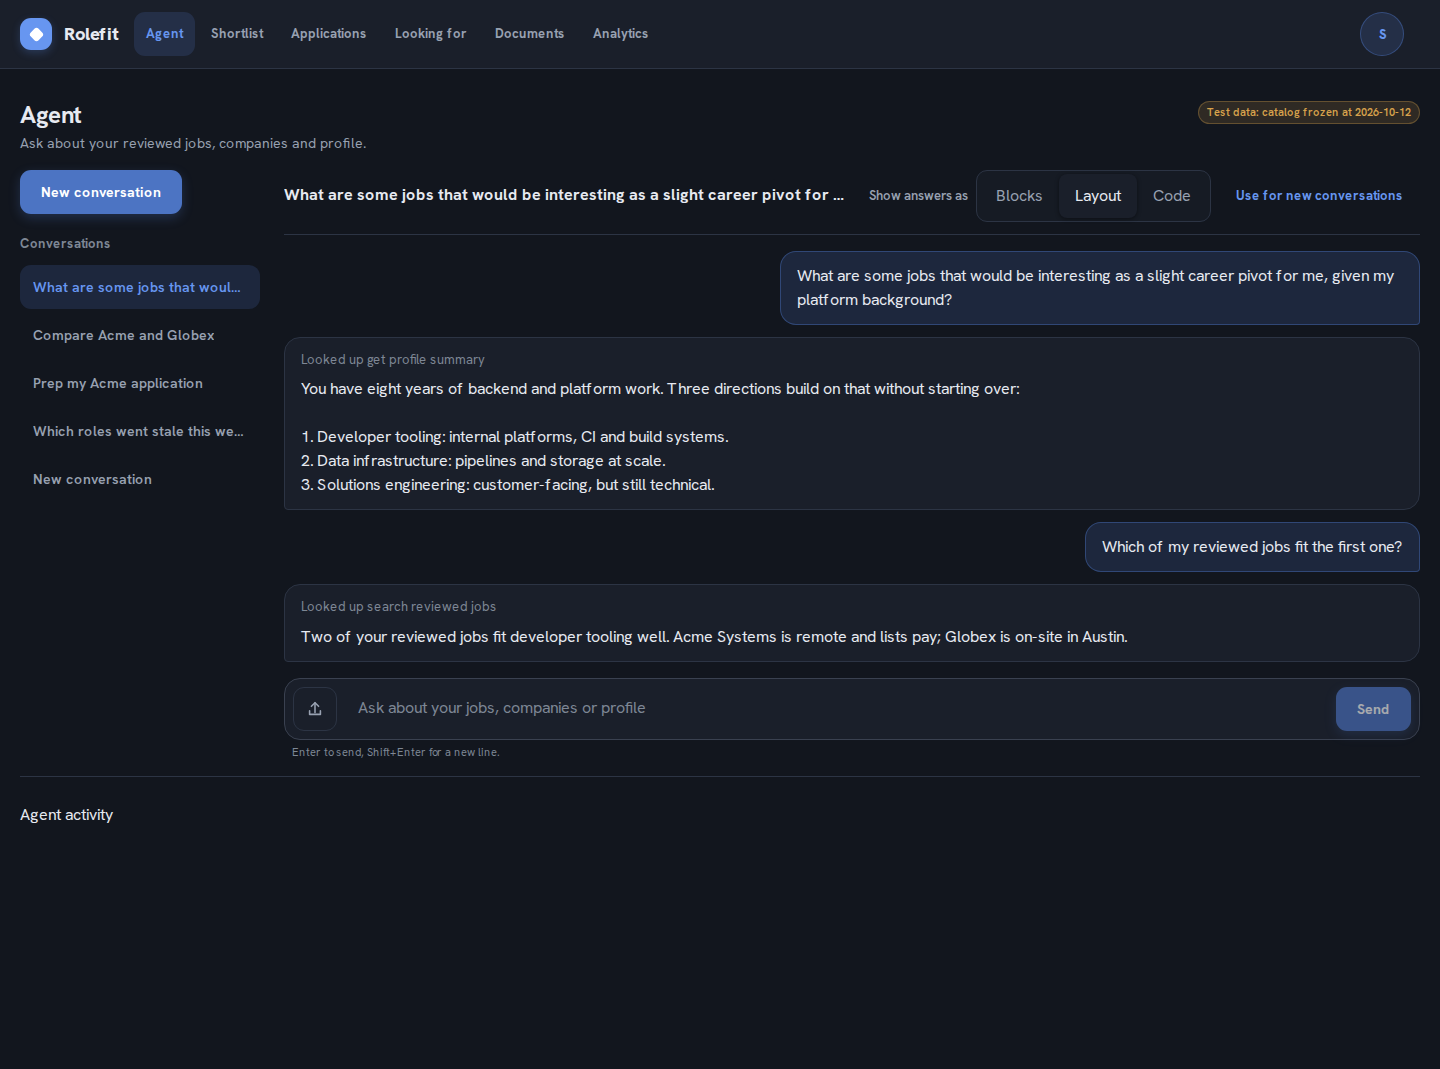 Rolefit
Agent
Shortlist
Applications
Looking for
Documents
Analytics
S
Agent
Test data: catalog frozen at 2026-10-12
Ask about your reviewed jobs, companies and profile.
New conversation
What are some jobs that would be interesting as a slight career pivot for ...
Show answers as
Blocks
Layout
Code
Use for new conversations
Conversations
What are some jobs that woul...
Compare Acme and Globex
Prep my Acme application
Which roles went stale this we...
New conversation
What are some jobs that would be interesting as a slight career pivot for me, given my
platform background?
Looked up get profile summary
You have eight years of backend and platform work. Three directions build on that without starting over:
1. Developer tooling: internal platforms, CI and build systems.
2. Data infrastructure: pipelines and storage at scale.
3. Solutions engineering: customer-facing, but still technical.
Which of my reviewed jobs fit the first one?
Looked up search reviewed jobs
Two of your reviewed jobs fit developer tooling well. Acme Systems is remote and lists pay; Globex is on-site in Austin.
Ask about your jobs, companies or profile
Send
Enter to send, Shift+Enter for a new line.
Agent activity